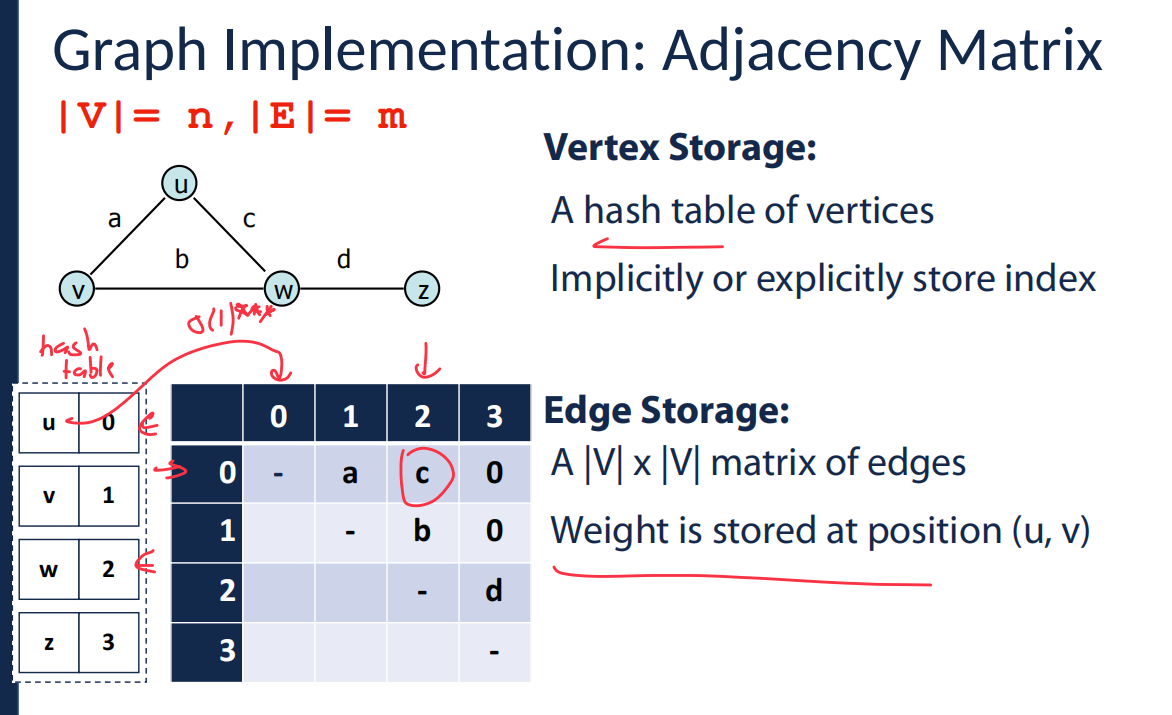 Graph Implementation: Adjacency Matrix
|V|= n,|E|= m
u
a
c
b
d
v
w
z
Vertex Storage:
A hash table of vertices
Implicitly or explicitly store index
O(1)***
hash
table
u 0
v 1
w 2
z 3
0 1 2 3
0 - a c 0
1 - b 0
2 - d
3 -
Edge Storage:
A |V| x |V| matrix of edges
Weight is stored at position (u, v)